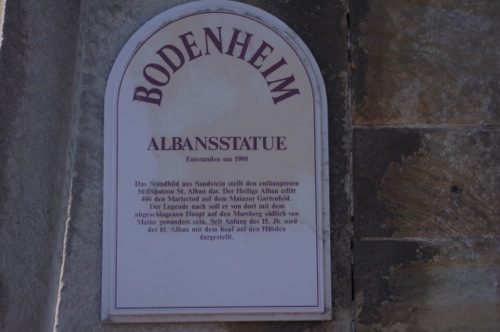 BODENHEIM
ALBANSSTATUE
Entstanden um 1900
Das Standbild aus Sandstein stellt den enthaupteten
Stiftspatron St. Alban dar. Der Heilige Alban erlitt
406 den Martertod auf dem Mainzer Gartenfeld.
Der Legende nach soll er von dort mit dem
abgeschlagenen Haupt auf den Marsberg südlich von
Mainz gewandert sein. Seit Anfang des 15. Jh. wird
der hl. Alban mit dem Kopf auf den Händen
dargestellt.